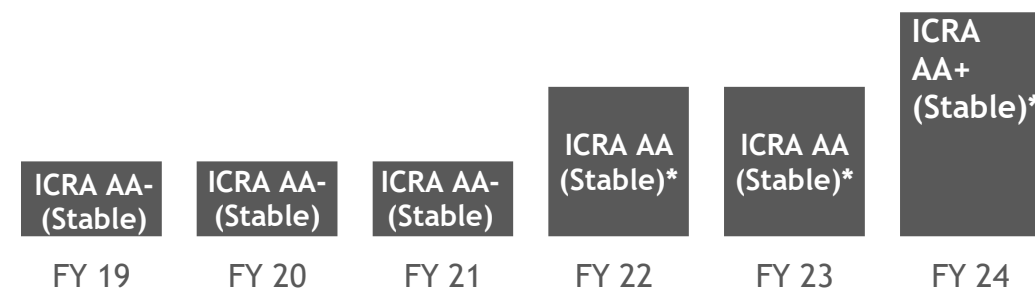 ICRA AA-
(Stable)
ICRA AA-
(Stable)
ICRA AA-
(Stable)
ICRA AA
(Stable)*
ICRA AA
(Stable)*
ICRA
AA+
(Stable)*
FY 19
FY 20
FY 21
FY 22
FY 23
FY 24